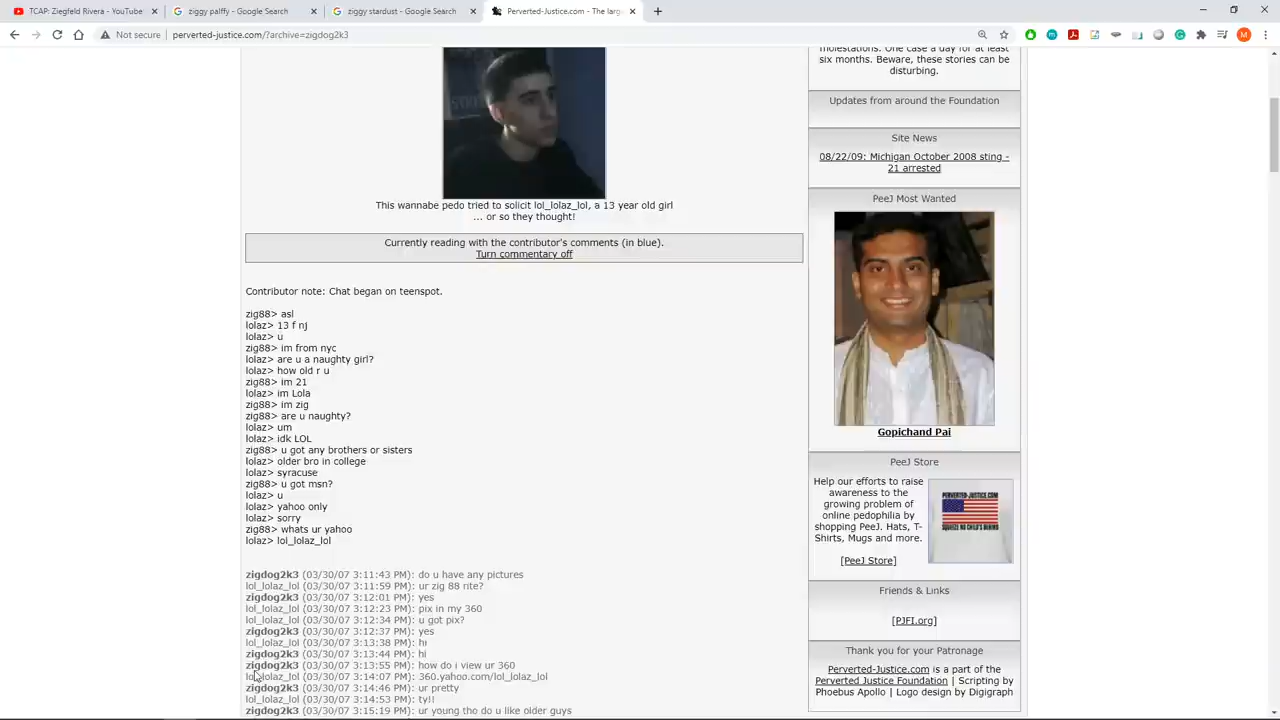 TCAP: Ziegfeld Rivera - YouTube
ziggy palffy - Google Search
ziggy stardust - Google Search
Perverted-Justice.com - The larg
Not secure
perverted-justice.com/?archive=zigdog2k3
M
This wannabe pedo tried to solicit lol_lolaz_lol, a 13 year old girl
... or so they thought!
Currently reading with the contributor's comments (in blue).
Turn commentary off
Contributor note: Chat began on teenspot.
zig88> asl
lolaz> 13 f nj
lolaz> u
zig88> im from nyc
lolaz> are u a naughty girl?
lolaz> how old r u
zig88> im 21
lolaz> im Lola
zig88> im zig
zig88> are u naughty?
lolaz> um
lolaz> idk LOL
zig88> u got any brothers or sisters
lolaz> older bro in college
lolaz> syracuse
zig88> u got msn?
lolaz> u
lolaz> yahoo only
lolaz> sorry
zig88> whats ur yahoo
lolaz> loi_lolaz_lol
zigdog2k3 (03/30/07 3:11:43 PM): do u have any pictures
lol_lolaz_lol (03/30/07 3:11:59 PM): ur zig 88 rite?
zigdog2k3 (03/30/07 3:12:01 PM): yes
lol_lolaz_lol (03/30/07 3:12:23 PM): pix in my 360
lol_lolaz_lol (03/30/07 3:12:34 PM): u got pix?
zigdog2k3 (03/30/07 3:12:37 PM): yes
lol_lolaz_lol (03/30/07 3:13:38 PM): hi
zigdog2k3 (03/30/07 3:13:44 PM): hi
zigdog2k3 (03/30/07 3:13:55 PM): how do i view ur 360
lol_lolaz_lol (03/30/07 3:14:07 PM): 360.yahoo.com/lol_lolaz_lol
zigdog2k3 (03/30/07 3:14:46 PM): ur pretty
lol_lolaz_lol (03/30/07 3:14:53 PM): ty!!
zigdog2k3 (03/30/07 3:15:19 PM): ur young tho do u like older guys
molestations. One case a day for at least
six months. Beware, these stories can be
disturbing.
Updates from around the Foundation
Site News
08/22/09: Michigan October 2008 sting -
21 arrested
PeeJ Most Wanted
Gopichand Pai
PeeJ Store
Help our efforts to raise
awareness to the
growing problem of
online pedophilia by
shopping PeeJ. Hats, T-
Shirts, Mugs and more.
[PeeJ Store]
PERVERTED-JUSTICE.COM
Friends & Links
[PJFI.org]
Thank you for your Patronage
Perverted-Justice.com is a part of the
Perverted Justice Foundation | Scripting by
Phoebus Apollo | Logo design by Digigraph